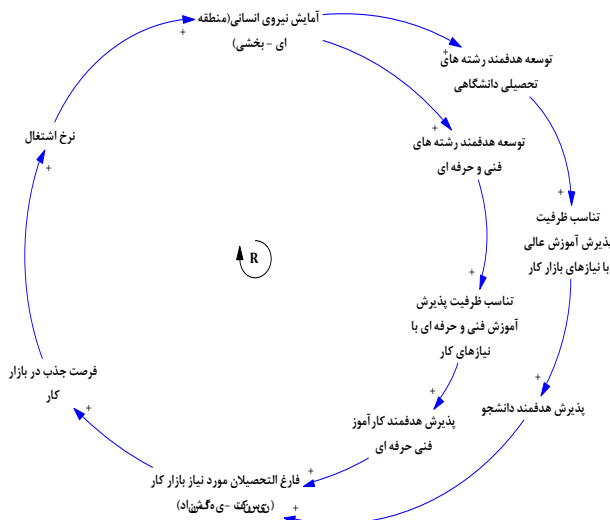 آمایش نیروی انسانی(منطقه
ای - بخشی)
توسعه هدفمند رشته های
تحصیلی دانشگاهی
توسعه هدفمند رشته های
فنی و حرفه ای
نرخ اشتغال
تناسب ظرفیت
پذیرش آموزش عالی
با نیازهای بازار کار
R
تناسب ظرفیت پذیرش
آموزش فنی و حرفه ای با
نیازهای کار
فرصت جذب در بازار
کار
پذیرش هدفمند دانشجو
پذیرش هدفمند کار آموز
فنی حرفه ای
فارغ التحصیلان مورد نیاز بازار کار
+
+
+
+
+
+
+
+
+
+
+